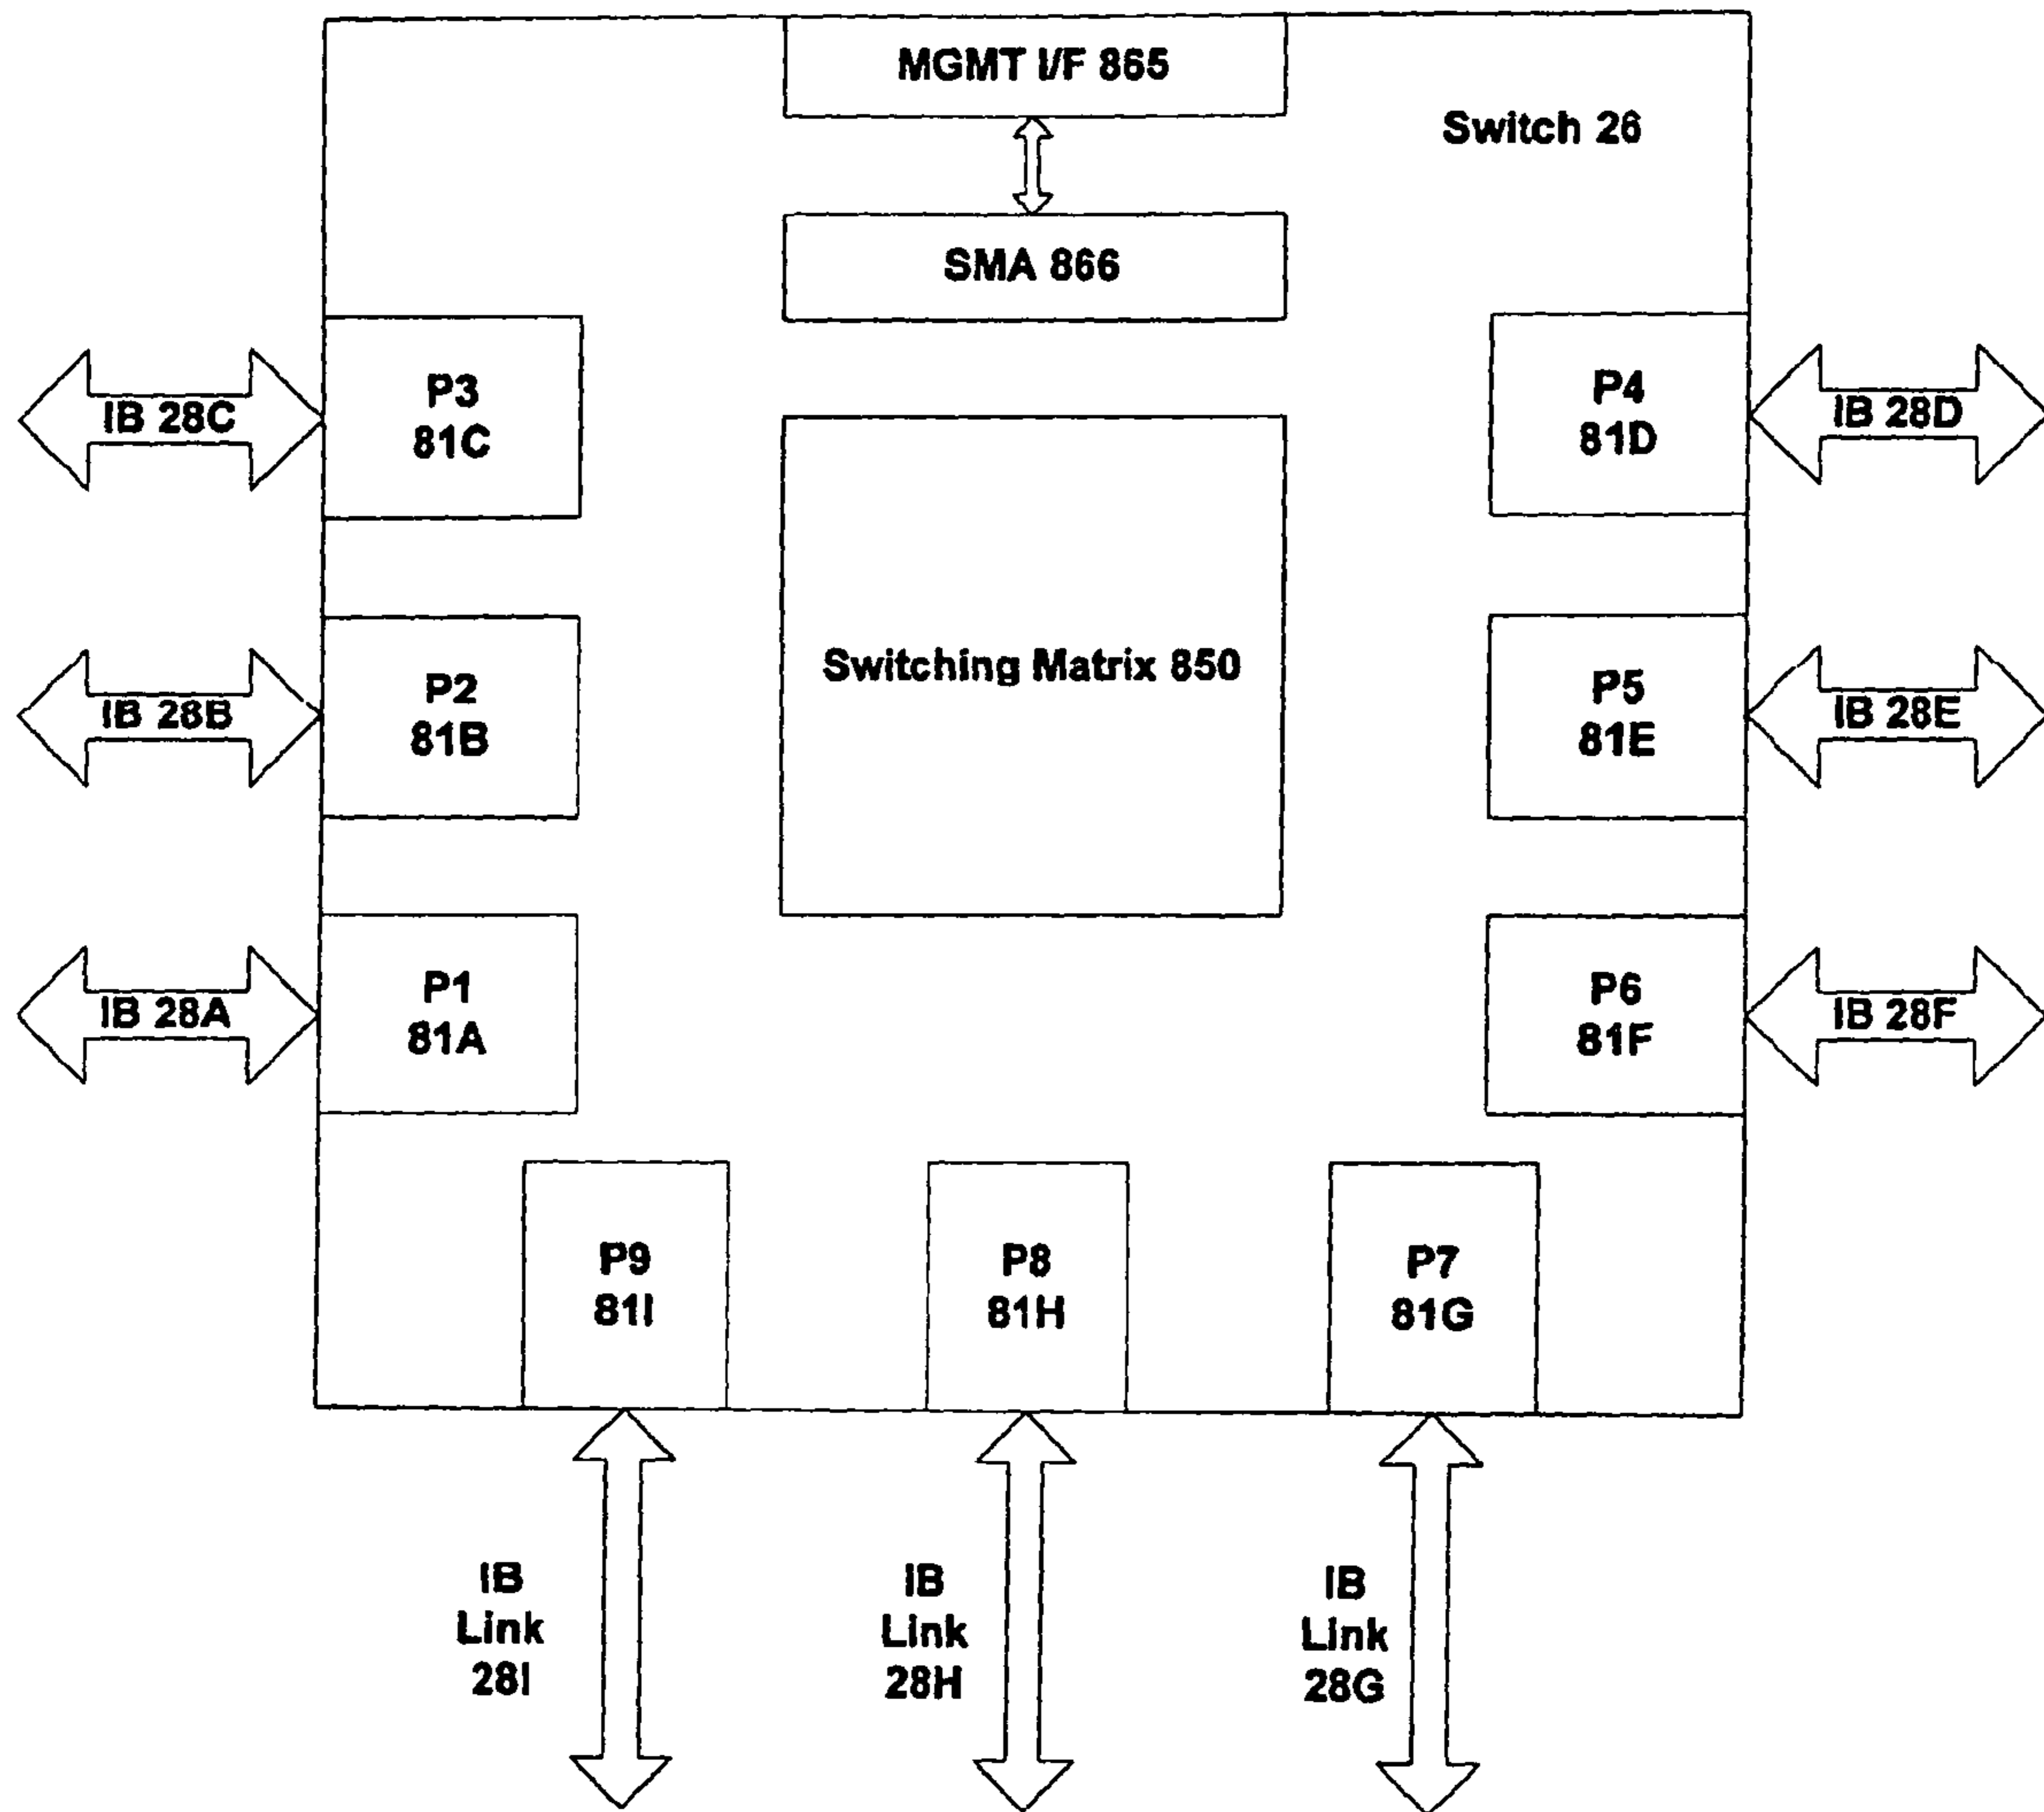 MGMT I/F 865
Switch 26
SMA 866
P3
81C
IB 28C
P4
81D
IB 28D
Switching Matrix 850
P2
81B
IB 28B
P5
81E
IB 28E
P1
81A
IB 28A
P6
81F
IB 28F
P9
81I
P8
81H
P7
81G
IB
Link
28I
IB
Link
28H
IB
Link
28G